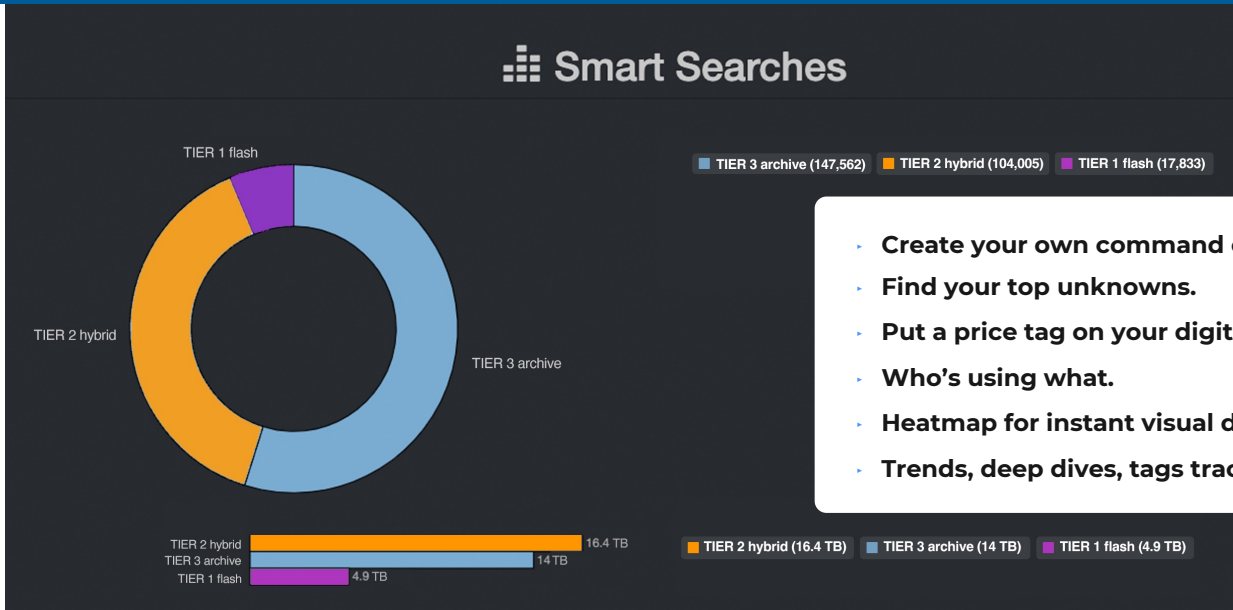 Smart Searches
TIER 1 flash
TIER 3 archive (147,562) TIER 2 hybrid (104,005) TIER 1 flash (17,833)
TIER 2 hybrid
TIER 3 archive
Create your own command
Find your top unknowns.
Put a price tag on your digit
Who’s using what.
Heatmap for instant visual d
Trends, deep dives, tags trac
TIER 2 hybrid 16.4 TB
TIER 3 archive 14 TB
TIER 1 flash 4.9 TB
TIER 2 hybrid (16.4 TB) TIER 3 archive (14 TB) TIER 1 flash (4.9 TB)